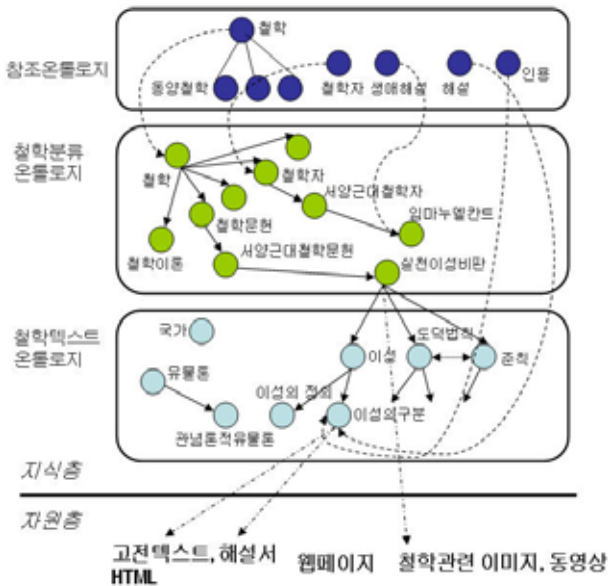 철학
참조온톨로지
동양철학
철학자
생애해설
해설
인용
철학분류
온톨로지
철학
철학자
서양근대철학자
임마누엘칸트
철학문헌
철학이론
서양근대철학문헌
실천이성비판
철학텍스트
온톨로지
국가
이성
도덕법칙
준칙
유물론
이성의 정의
이성의구분
관념론적유물론
지식층
자원층
고전텍스트, 해설서
HTML
웹페이지
철학관련 이미지, 동영상